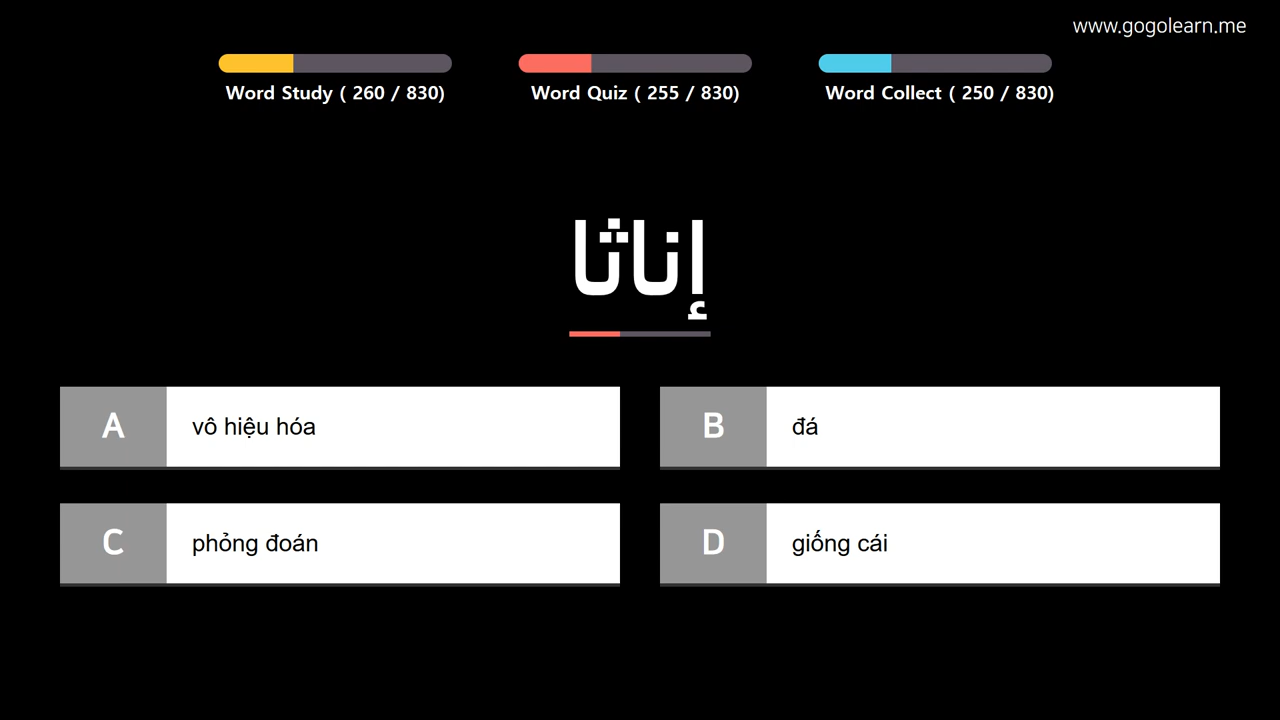 www.gogolearn.me
Word Study ( 260 / 830)
Word Quiz ( 255 / 830)
Word Collect ( 250 / 830)
إناثا
A
vô hiệu hóa
B
đá
C
phỏng đoán
D
giống cái